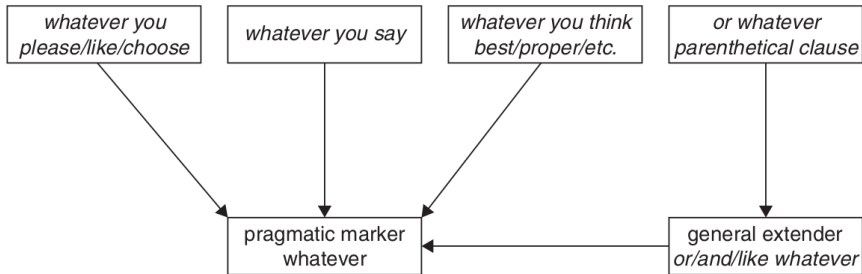 whatever you
please/like/choose
whatever you say
whatever you think
best/proper/etc.
or whatever
parenthetical clause
pragmatic marker
whatever
general extender
or/and/like whatever